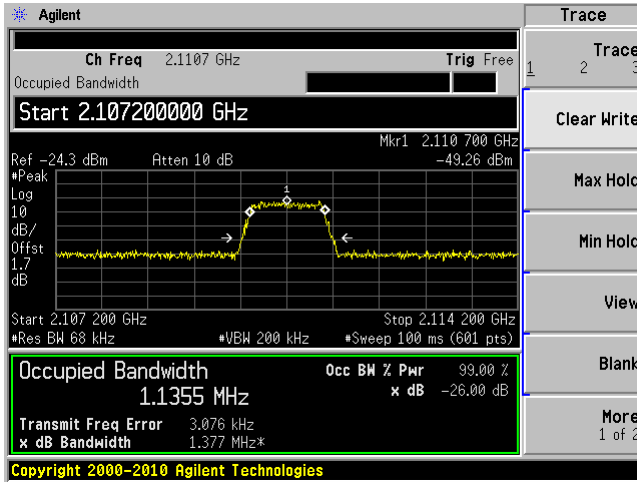 Agilent
Trace
Ch Freq 2.1107 GHz Trig Free
Occupied Bandwidth
Start 2.107200000 GHz
Mkr1 2.110 700 GHz
Ref -24.3 dBm Atten 10 dB -49.26 dBm
#Peak
Log
10
dB/
Offst
1.7
dB
1
Start 2.107 200 GHz Stop 2.114 200 GHz
#Res BW 68 kHz #VBW 200 kHz #Sweep 100 ms (601 pts)
Occupied Bandwidth Occ BW % Pwr 99.00 %
1.1355 MHz x dB -26.00 dB
Transmit Freq Error 3.076 kHz
x dB Bandwidth 1.377 MHz*
Copyright 2000-2010 Agilent Technologies
Trace
1 2 3
Clear Write
Max Hold
Min Hold
View
Blank
More
1 of 2